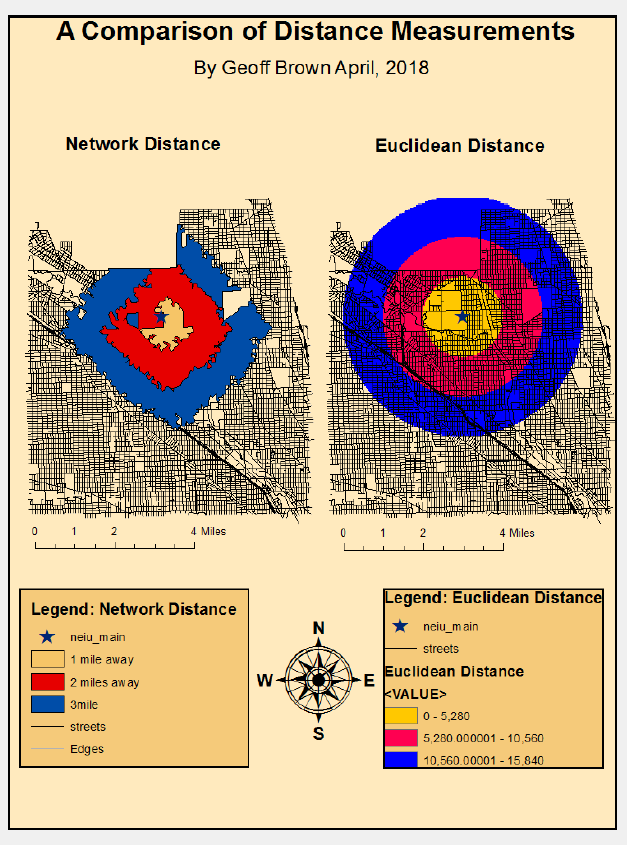 A Comparison of Distance Measurements
By Geoff Brown April, 2018
Network Distance
Euclidean Distance
0 1 2 4 Miles
0 1 2 4 Miles
Legend: Network Distance
neiu_main
1 mile away
2 miles away
3mile
streets
Edges
N
W E
S
Legend: Euclidean Distance
neiu_main
streets
Euclidean Distance
<VALUE>
0 - 5,280
5,280.000001 - 10,560
10,560.00001 - 15,840